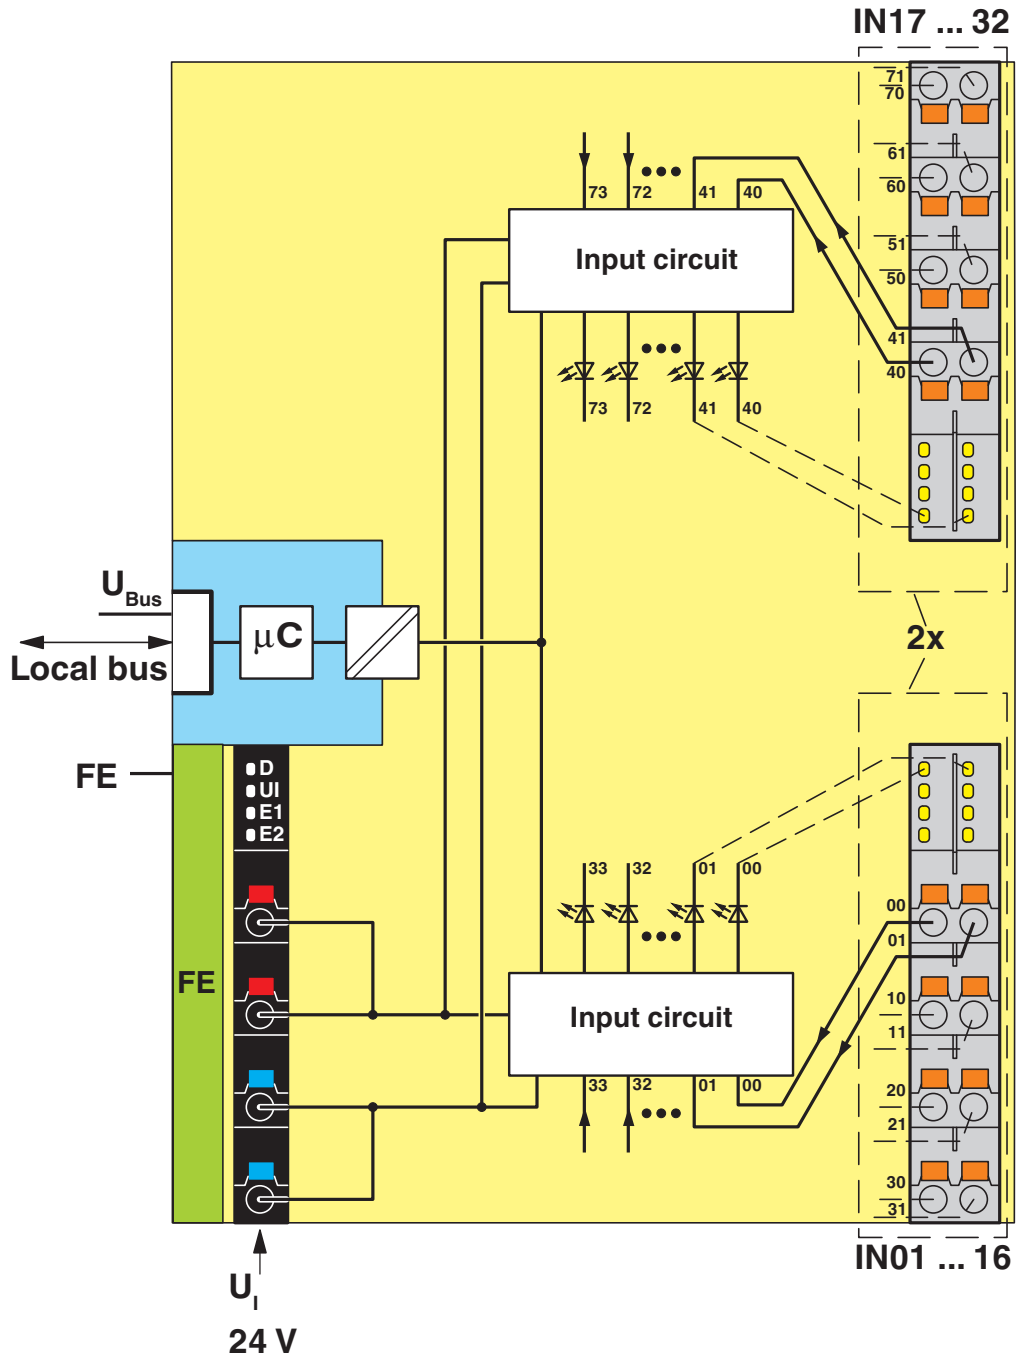 IN17 ... 32
71
70
61
60
73 72 41 40
51
50
Input circuit
41
40
73 72 41 40
UBus
µC
2x
Local bus
FE
D
UI
E1
E2
33 32 01 00
00
01
FE
10
11
Input circuit
33 32 01 00
20
21
30
31
IN01 ... 16
UI
24 V